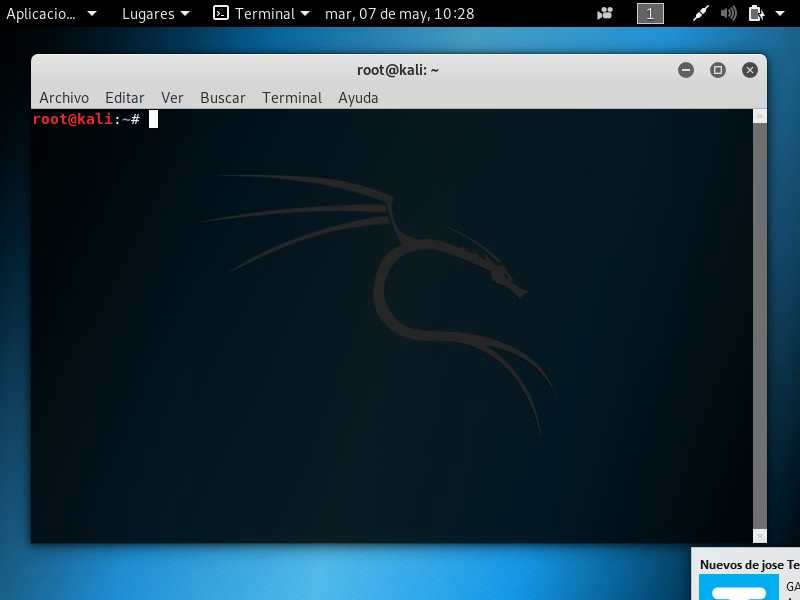 Aplicacio... Lugares Terminal mar, 07 de may, 10:28 1
root@kali: ~
Archivo Editar Ver Buscar Terminal Ayuda
root@kali:~#
Nuevos de jose Te
GA